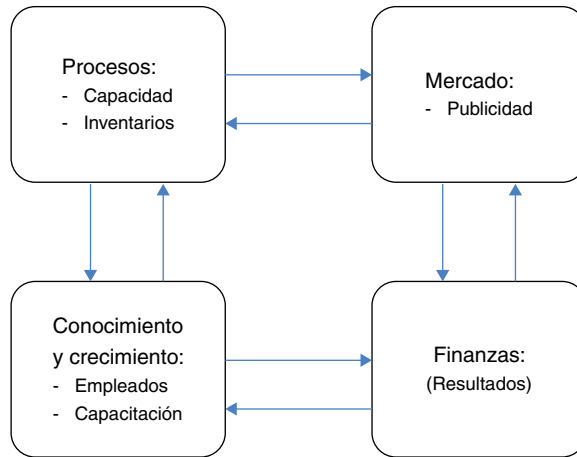 Procesos:
- Capacidad
- Inventarios
Mercado:
- Publicidad
Conocimiento
y crecimiento:
- Empleados
- Capacitación
Finanzas:
(Resultados)